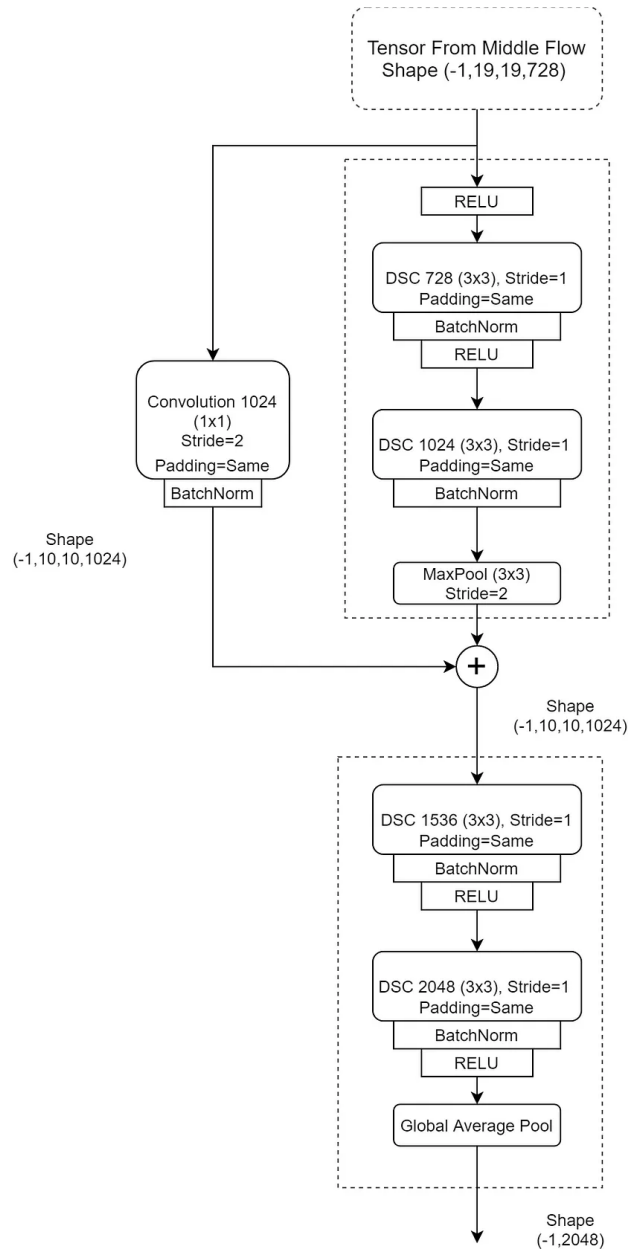 Tensor From Middle Flow
Shape (-1,19,19,728)
RELU
DSC 728 (3x3), Stride=1
Padding=Same
BatchNorm
RELU
Convolution 1024
(1x1)
Stride=2
Padding=Same
BatchNorm
DSC 1024 (3x3), Stride=1
Padding=Same
BatchNorm
Shape
(-1,10,10,1024)
MaxPool (3x3)
Stride=2
+
Shape
(-1,10,10,1024)
DSC 1536 (3x3), Stride=1
Padding=Same
BatchNorm
RELU
DSC 2048 (3x3), Stride=1
Padding=Same
BatchNorm
RELU
Global Average Pool
Shape
(-1,2048)